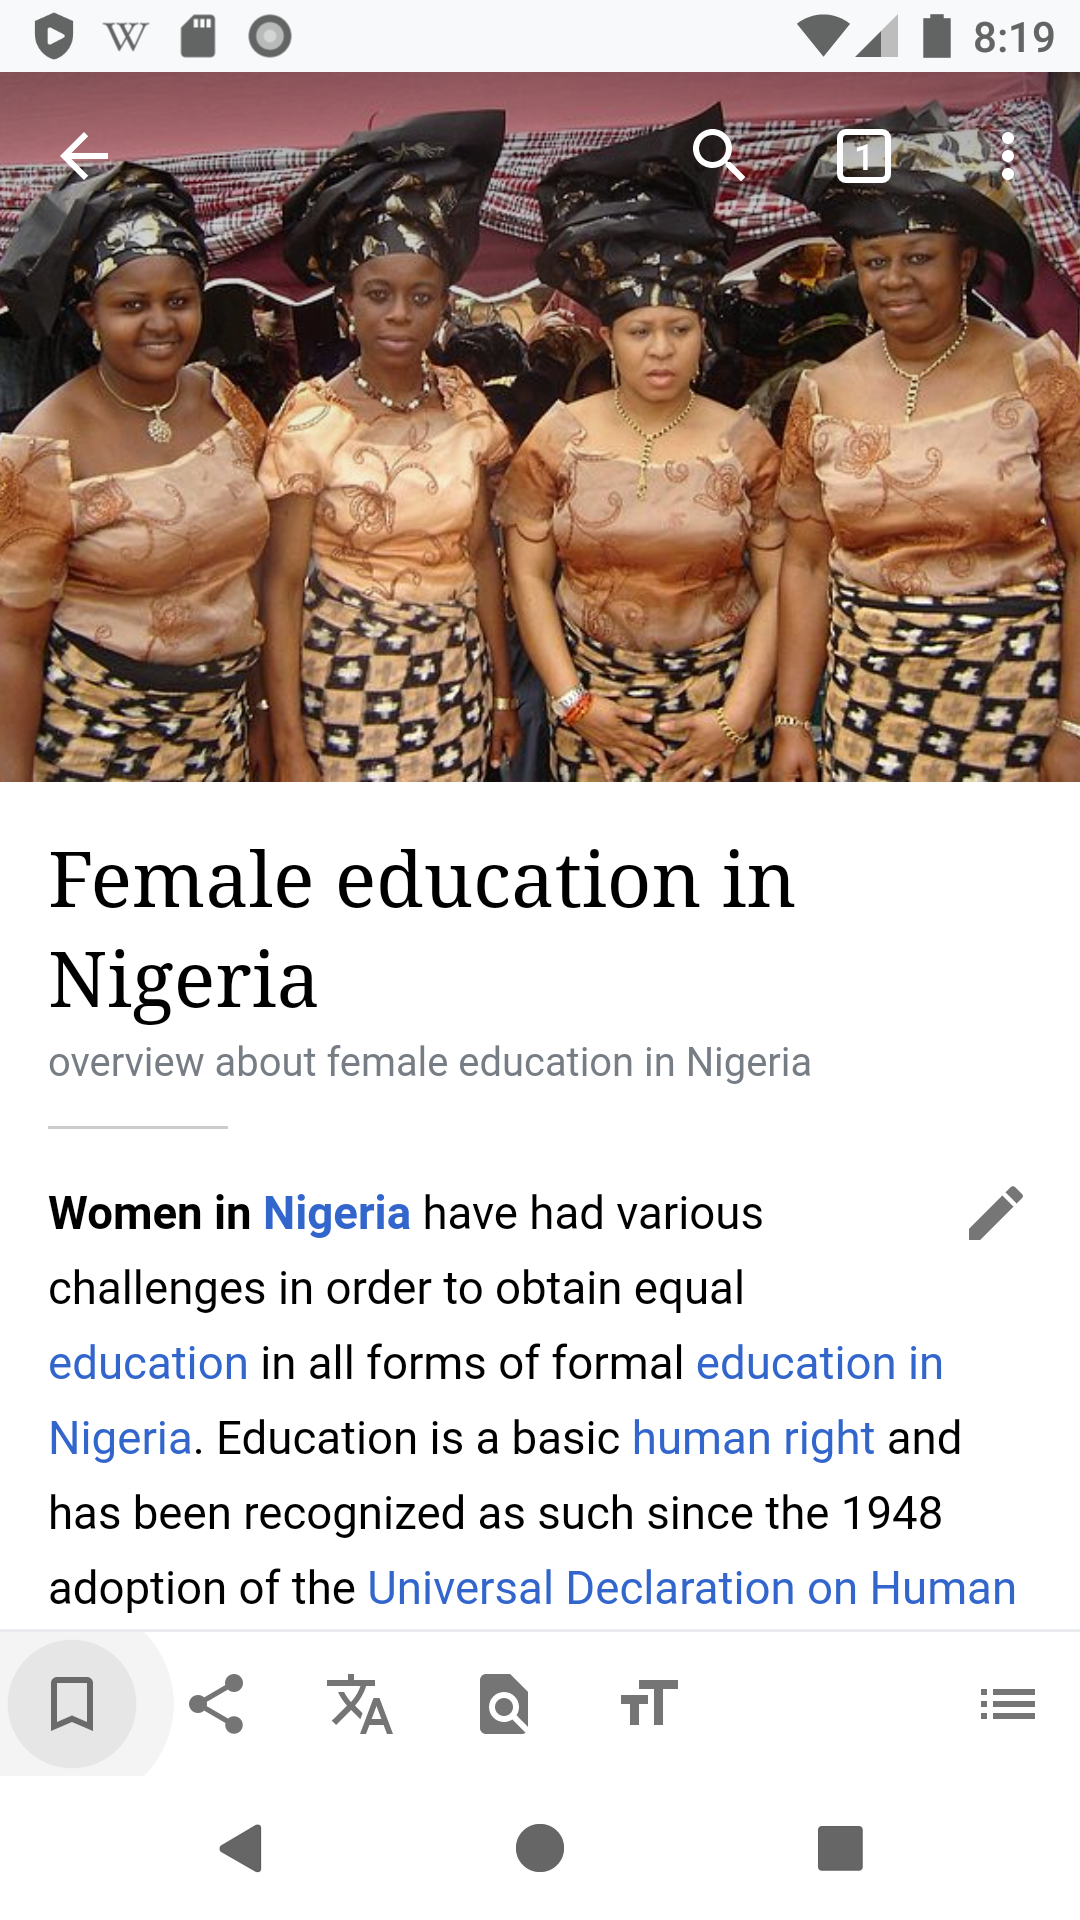 8:19
1
Female education in
Nigeria
overview about female education in Nigeria
Women in Nigeria have had various
challenges in order to obtain equal
education in all forms of formal education in
Nigeria. Education is a basic human right and
has been recognized as such since the 1948
adoption of the Universal Declaration on Human